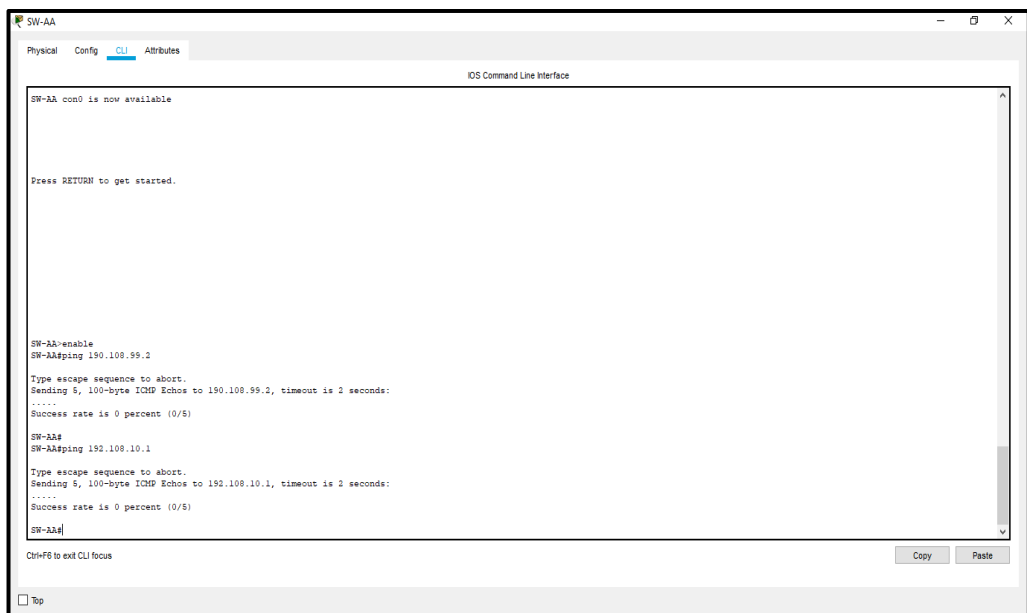 SW-AA
Physical Config CLI Attributes
IOS Command Line Interface
SW-AA con0 is now available
Press RETURN to get started.
SW-AA>enable
SW-AA#ping 190.108.99.2
Type escape sequence to abort.
Sending 5, 100-byte ICMP Echos to 190.108.99.2, timeout is 2 seconds:
.....
Success rate is 0 percent (0/5)
SW-AA#
SW-AA#ping 192.108.10.1
Type escape sequence to abort.
Sending 5, 100-byte ICMP Echos to 192.108.10.1, timeout is 2 seconds:
.....
Success rate is 0 percent (0/5)
SW-AA#
Ctrl+F6 to exit CLI focus
Copy Paste
Top